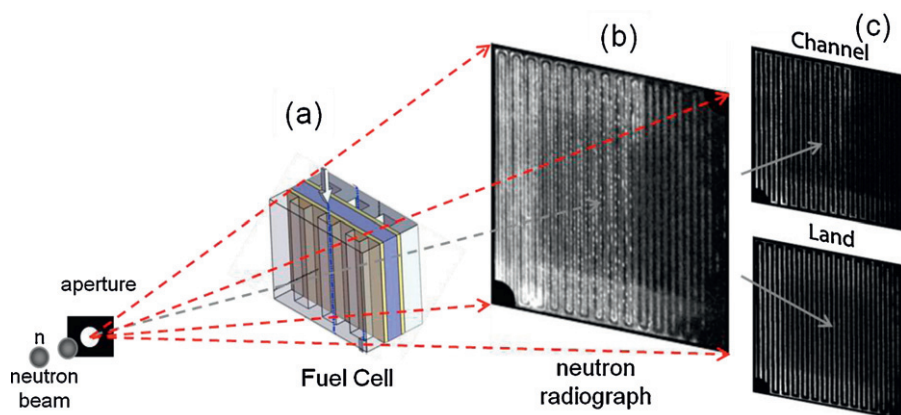 (a)
(b)
(c)
Channel
Land
aperture
n
neutron
beam
Fuel Cell
neutron
radiograph